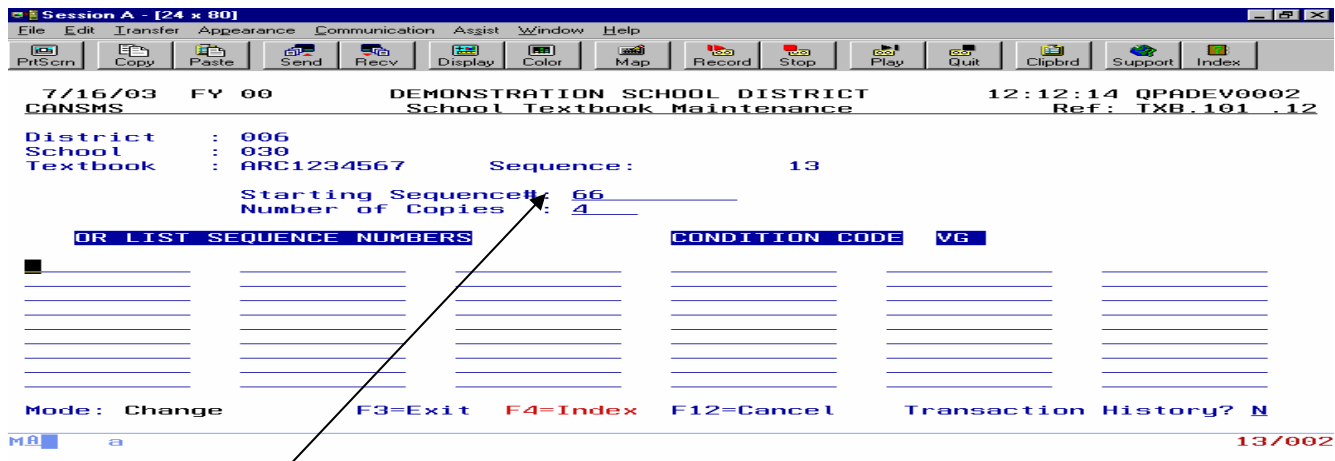 Session A - [24 x 80]
File Edit Transfer Appearance Communication Assist Window Help
PrtScrn Copy Paste Send Recv Display Color Map Record Stop Play Quit Clipbrd Support Index
7/16/03 FY 00 DEMONSTRATION SCHOOL DISTRICT 12:12:14 QPADEV0002
CANSMS School Textbook Maintenance Ref: TXB.101 .12
District : 006
School : 030
Textbook : ARC1234567 Sequence: 13
Starting Sequence#: 66
Number of Copies : 4
OR LIST SEQUENCE NUMBERS CONDITION CODE VG
Mode: Change F3=Exit F4=Index F12=Cancel Transaction History? N
MA a 13/002